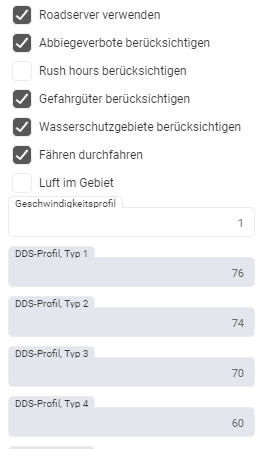 Roadserver verwenden
Abbiegeverbote berücksichtigen
Rush hours berücksichtigen
Gefahrgüter berücksichtigen
Wasserschutzgebiete berücksichtigen
Fähren durchfahren
Luft im Gebiet
Geschwindigkeitsprofil
1
DDS-Profil, Typ 1
76
DDS-Profil, Typ 2
74
DDS-Profil, Typ 3
70
DDS-Profil, Typ 4
60